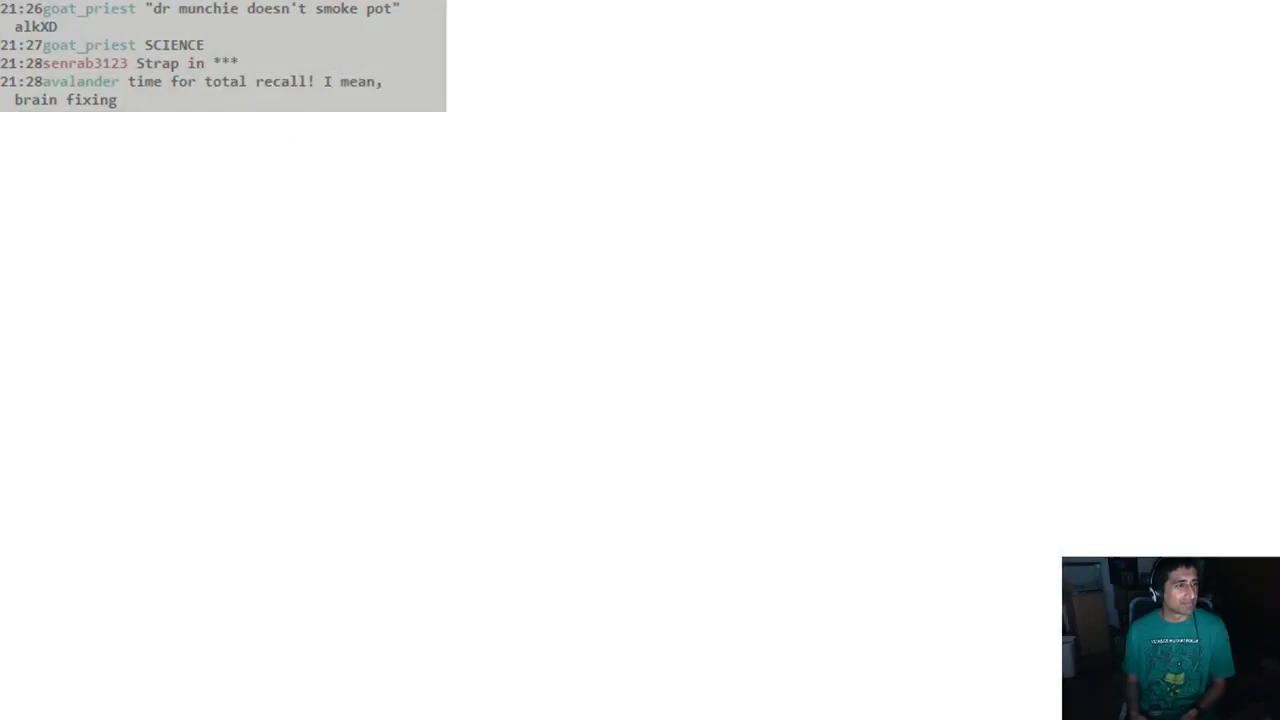 21:26goat_priest "dr munchie doesn't smoke pot"
alkXD
21:27goat_priest SCIENCE
21:28senrab3123 Strap in ***
21:28avalander time for total recall! I mean,
brain fixing